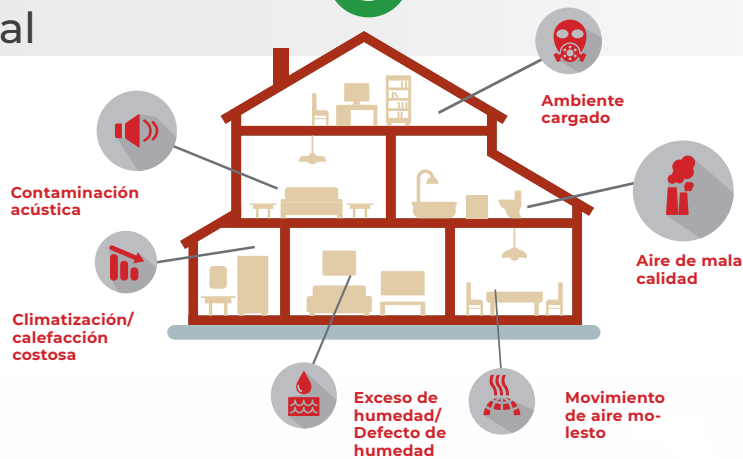 al
Ambiente
cargado
Contaminación
acústica
Aire de mala
calidad
Climatización/
calefacción
costosa
Exceso de
humedad/
Defecto de
humedad
Movimiento
de aire mo-
lesto